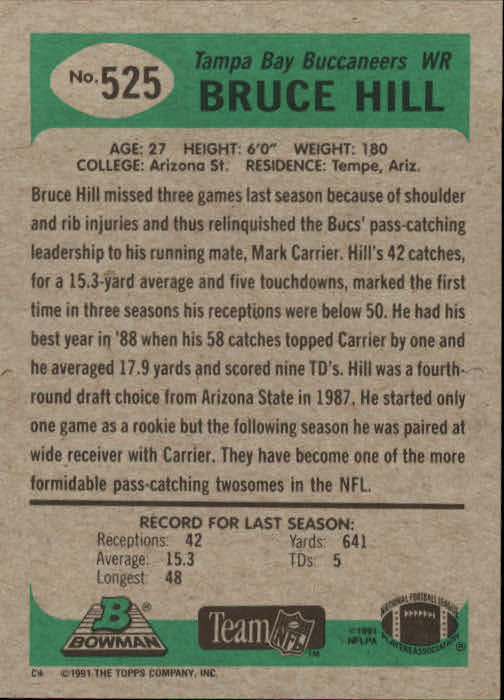 No. 525
Tampa Bay Buccaneers WR
BRUCE HILL
AGE: 27 HEIGHT: 6'0" WEIGHT: 180
COLLEGE: Arizona St. RESIDENCE: Tempe, Ariz.
Bruce Hill missed three games last season because of shoulder
and rib injuries and thus relinquished the Bucs' pass-catching
leadership to his running mate, Mark Carrier. Hill's 42 catches,
for a 15.3-yard average and five touchdowns, marked the first
time in three seasons his receptions were below 50. He had his
best year in '88 when his 58 catches topped Carrier by one and
he averaged 17.9 yards and scored nine TD's. Hill was a fourth-
round draft choice from Arizona State in 1987. He started only
one game as a rookie but the following season he was paired at
wide receiver with Carrier. They have become one of the more
formidable pass-catching twosomes in the NFL.
RECORD FOR LAST SEASON:
Receptions: 42 Yards: 641
Average: 15.3 TDs: 5
Longest: 48
B
BOWMAN®
Team NFL™
©1991
NFLPA
NATIONAL FOOTBALL LEAGUE
PLAYERS ASSOCIATION®
C* ©1991 THE TOPPS COMPANY, INC.